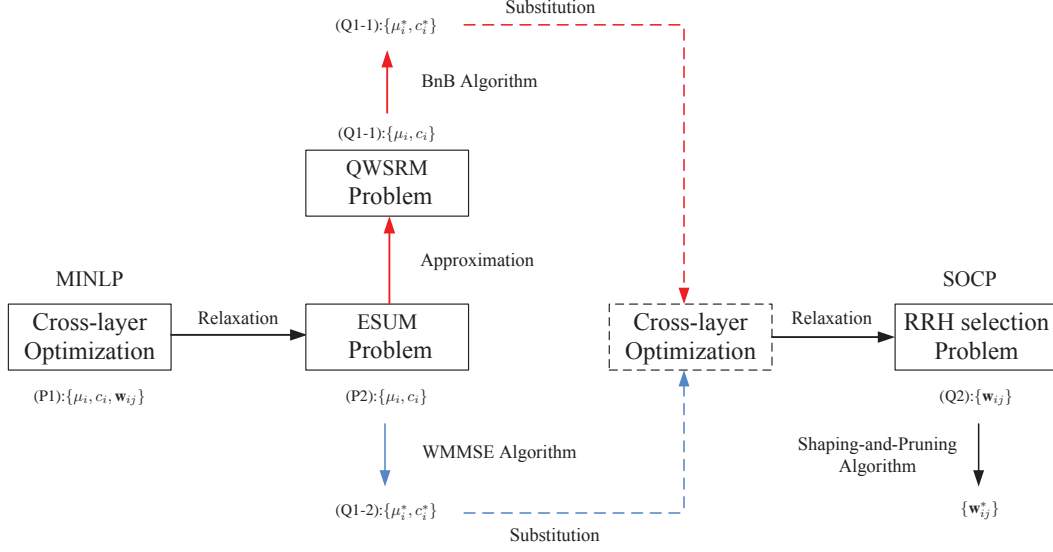 Substitution
(Q1-1):{μ_i^*, c_i^*}
BnB Algorithm
(Q1-1):{μ_i, c_i}
QWSRM
Problem
Approximation
MINLP
SOCP
Cross-layer
Optimization
Relaxation
ESUM
Problem
Cross-layer
Optimization
Relaxation
RRH selection
Problem
(P1):{μ_i, c_i, w_ij}
(P2):{μ_i, c_i}
(Q2):{w_ij}
WMMSE Algorithm
Shaping-and-Pruning
Algorithm
(Q1-2):{μ_i^*, c_i^*}
{w_ij^*}
Substitution